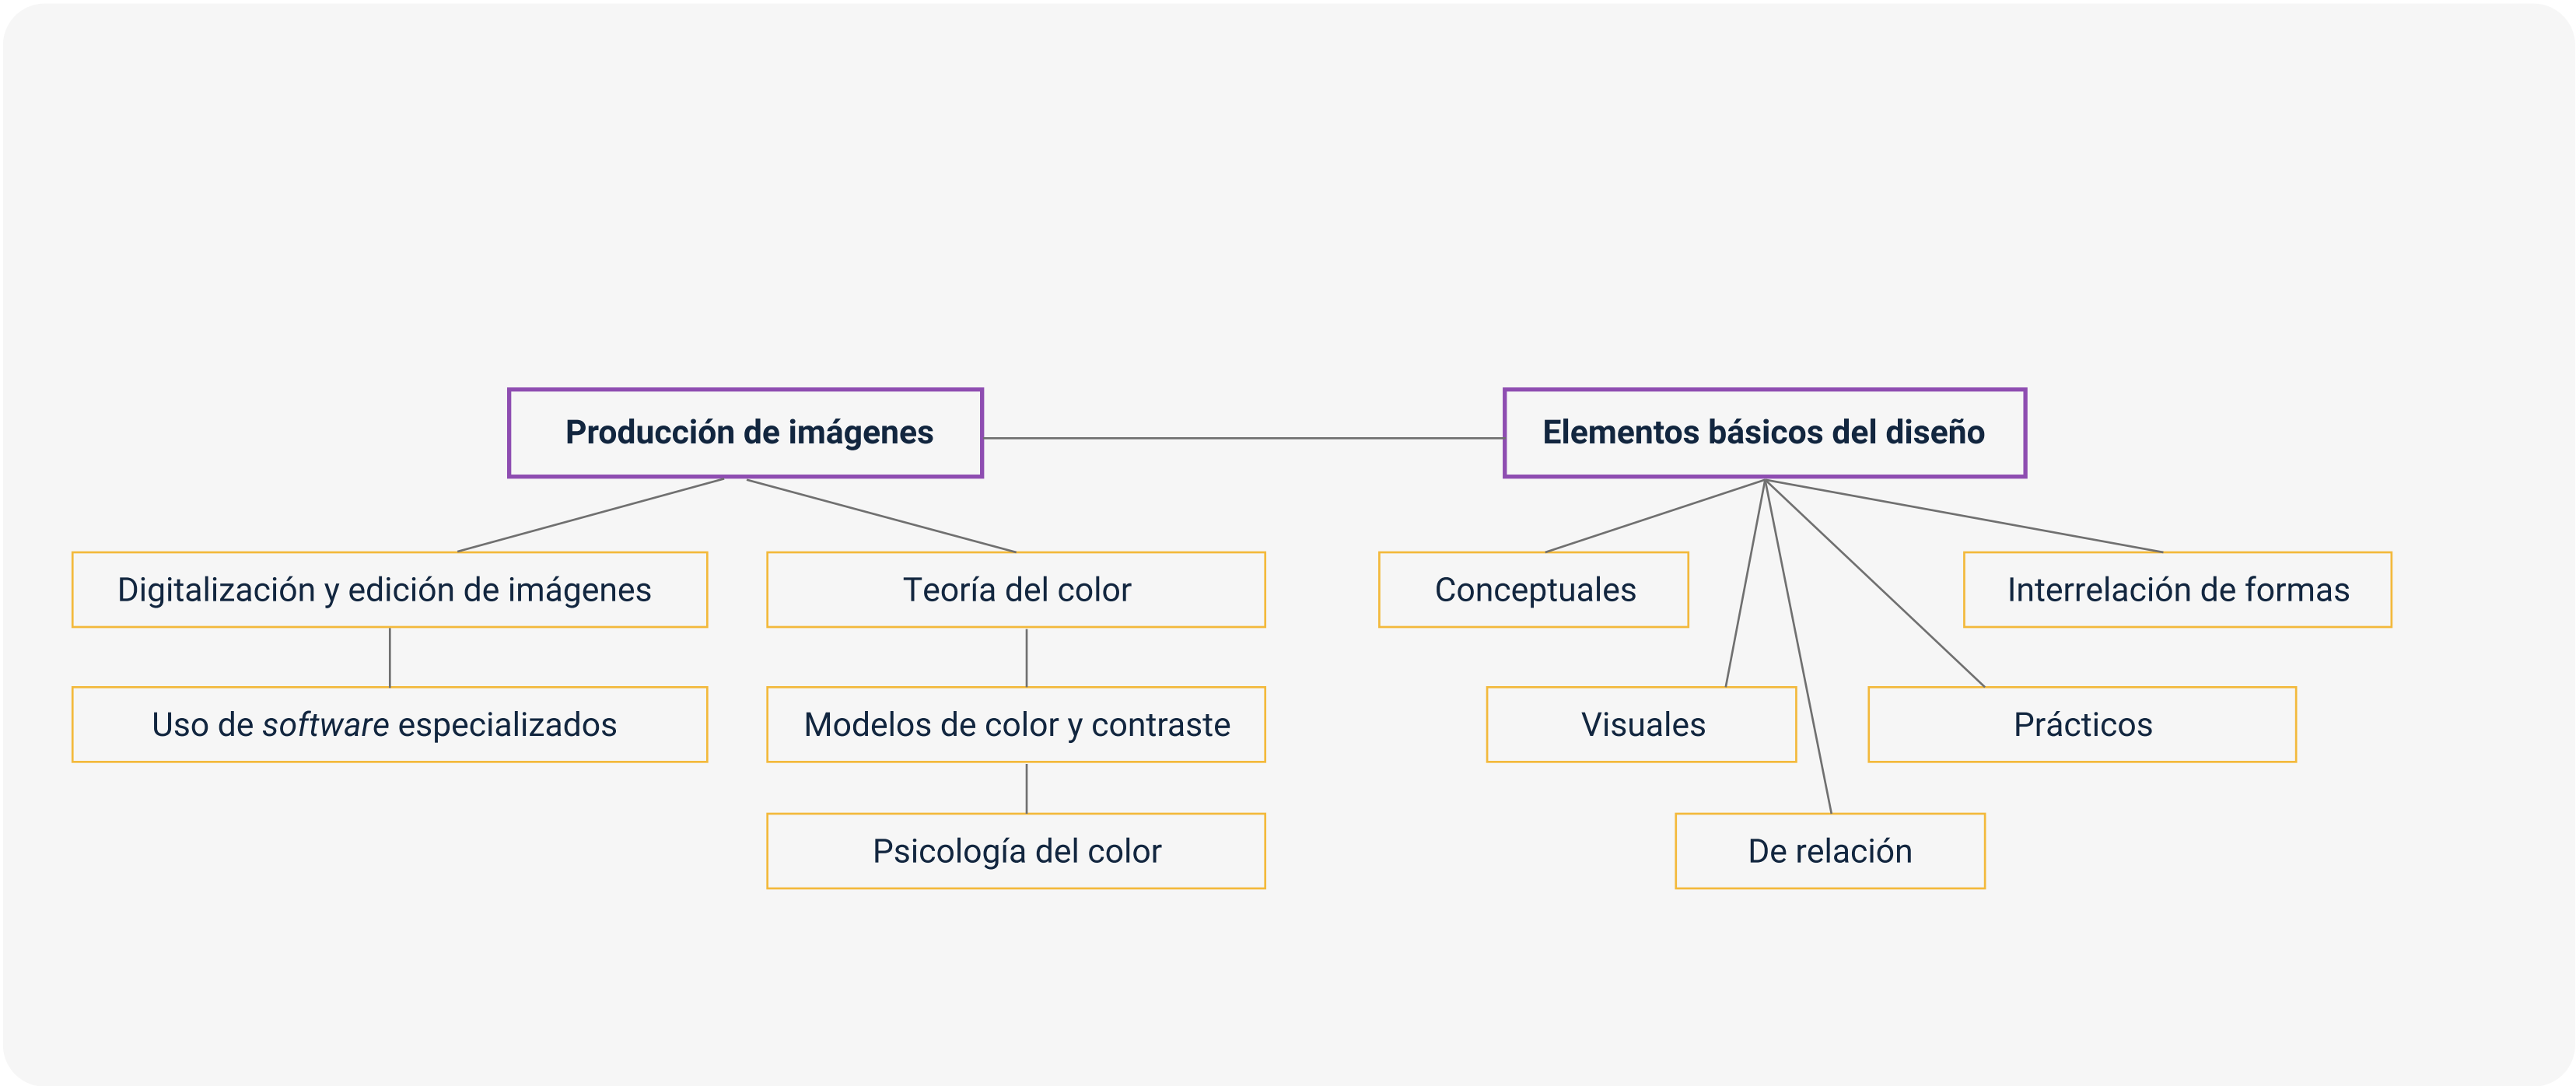 Producción de imágenes
Elementos básicos del diseño
Digitalización y edición de imágenes
Teoría del color
Conceptuales
Interrelación de formas
Uso de software especializados
Modelos de color y contraste
Visuales
Prácticos
Psicología del color
De relación